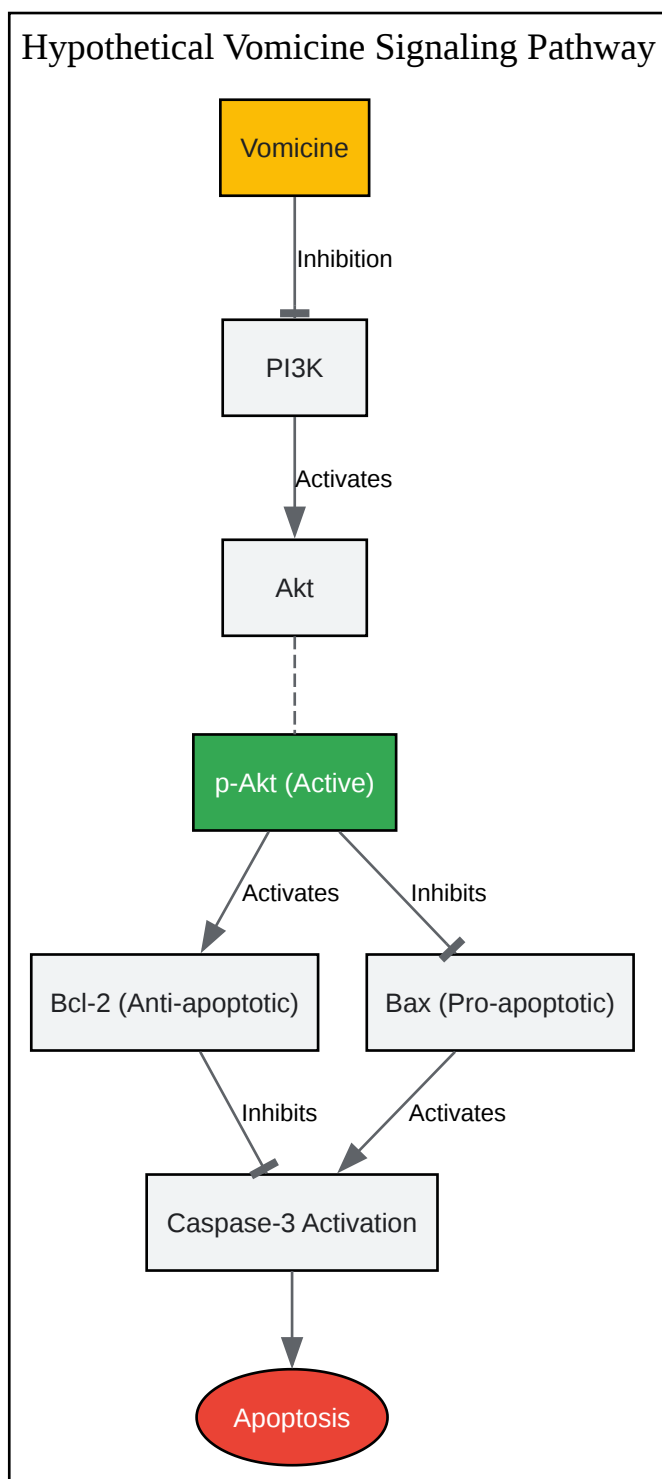 Hypothetical Vomicine Signaling Pathway
Vomicine
Inhibition
PI3K
Activates
Akt
p-Akt (Active)
Activates
Inhibits
Bcl-2 (Anti-apoptotic)
Bax (Pro-apoptotic)
Inhibits
Activates
Caspase-3 Activation
Apoptosis